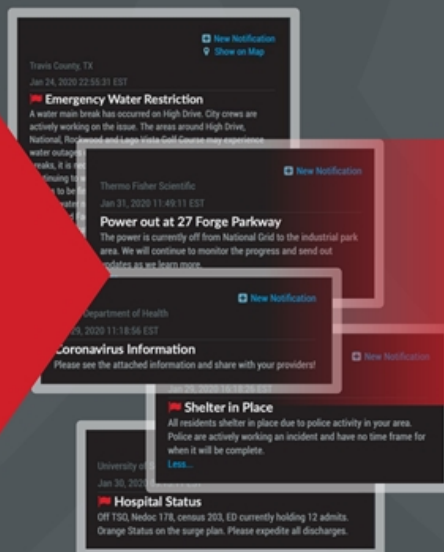 New Notification
Show on Map
Travis County, TX
Jan 24, 2020 22:55:31 EST
Emergency Water Restriction
A water main break has occurred on High Drive. City crews are
actively working on the issue. The areas around High Drive,
National, Rockwood and Lago Vista Golf Course may experience
water outages
New Notification
Thermo Fisher Scientific
Jan 31, 2020 11:49:11 EST
Power out at 27 Forge Parkway
The power is currently off from National Grid to the industrial park
area. We will continue to monitor the progress and send out
updates as we learn more.
New Notification
Department of Health
29, 2020 11:18:56 EST
Coronavirus Information
Please see the attached information and share with your providers!
New Notification
Shelter in Place
All residents shelter in place due to police activity in your area.
Police are actively working an incident and have no time frame for
when it will be complete.
Less...
University of
Jan 30, 2020
Hospital Status
Off TSO, Nedoc 178, census 203, ED currently holding 12 admits.
Orange Status on the surge plan. Please expedite all discharges.